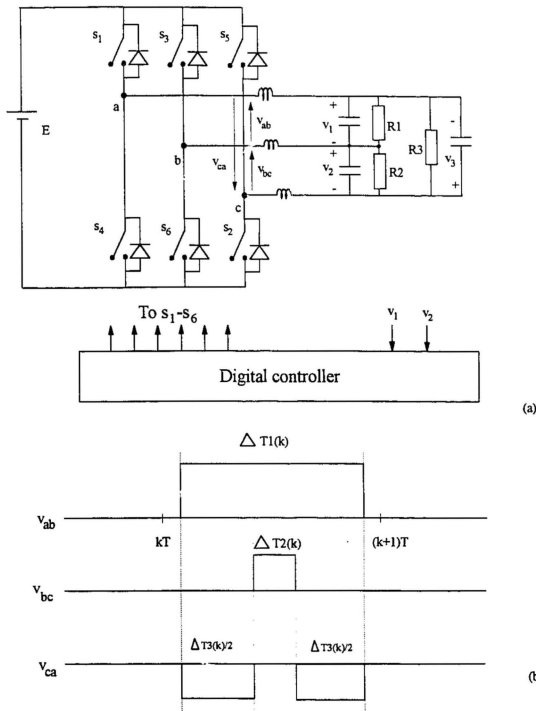 s1 s3 s5
a
E
b
c
vab
vca
vbc
+
v1
-
+
v2
-
R1
R2
R3
-
v3
+
s4 s6 s2
To s1-s6
v1 v2
Digital controller
(a)
△ T1(k)
vab
kT △ T2(k) (k+1)T
vbc
△ T3(k)/2 △ T3(k)/2
vca
(b)